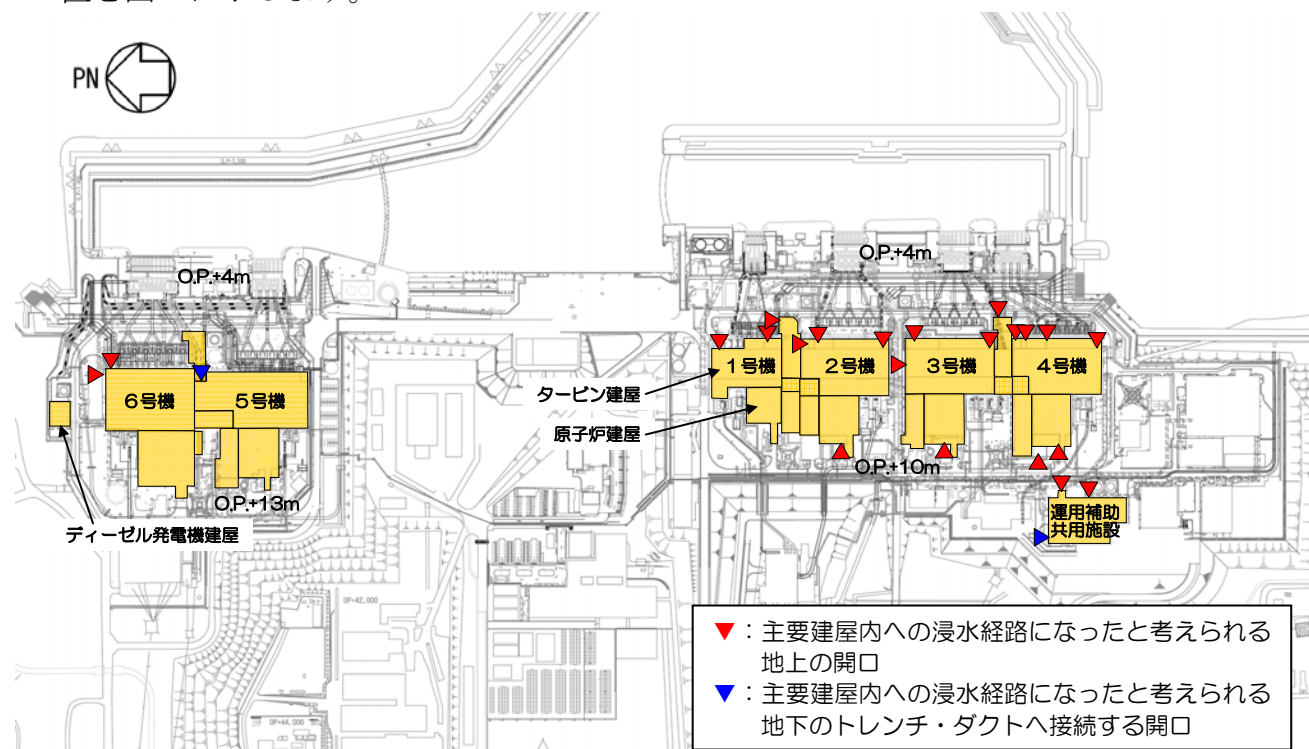 PN
O.P.+4m
O.P.+4m
6号機
5号機
1号機
2号機
3号機
4号機
タービン建屋
原子炉建屋
O.P.+10m
O.P.+13m
ディーゼル発電機建屋
運用補助
共用施設
OP+42,000
OP+44,000
▼：主要建屋内への浸水経路になったと考えられる
地上の開口
▼：主要建屋内への浸水経路になったと考えられる
地下のトレンチ・ダクトへ接続する開口